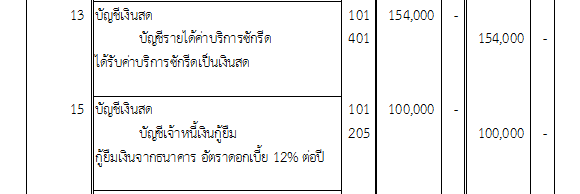 13 บัญชีเงินสด 101 154,000 -
บัญชีรายได้ค่าบริการซักรีด 401 154,000 -
ได้รับค่าบริการซักรีดเป็นเงินสด
15 บัญชีเงินสด 101 100,000 -
บัญชีเจ้าหนี้เงินกู้ยืม 205 100,000 -
กู้ยืมเงินจากธนาคาร อัตราดอกเบี้ย 12% ต่อปี